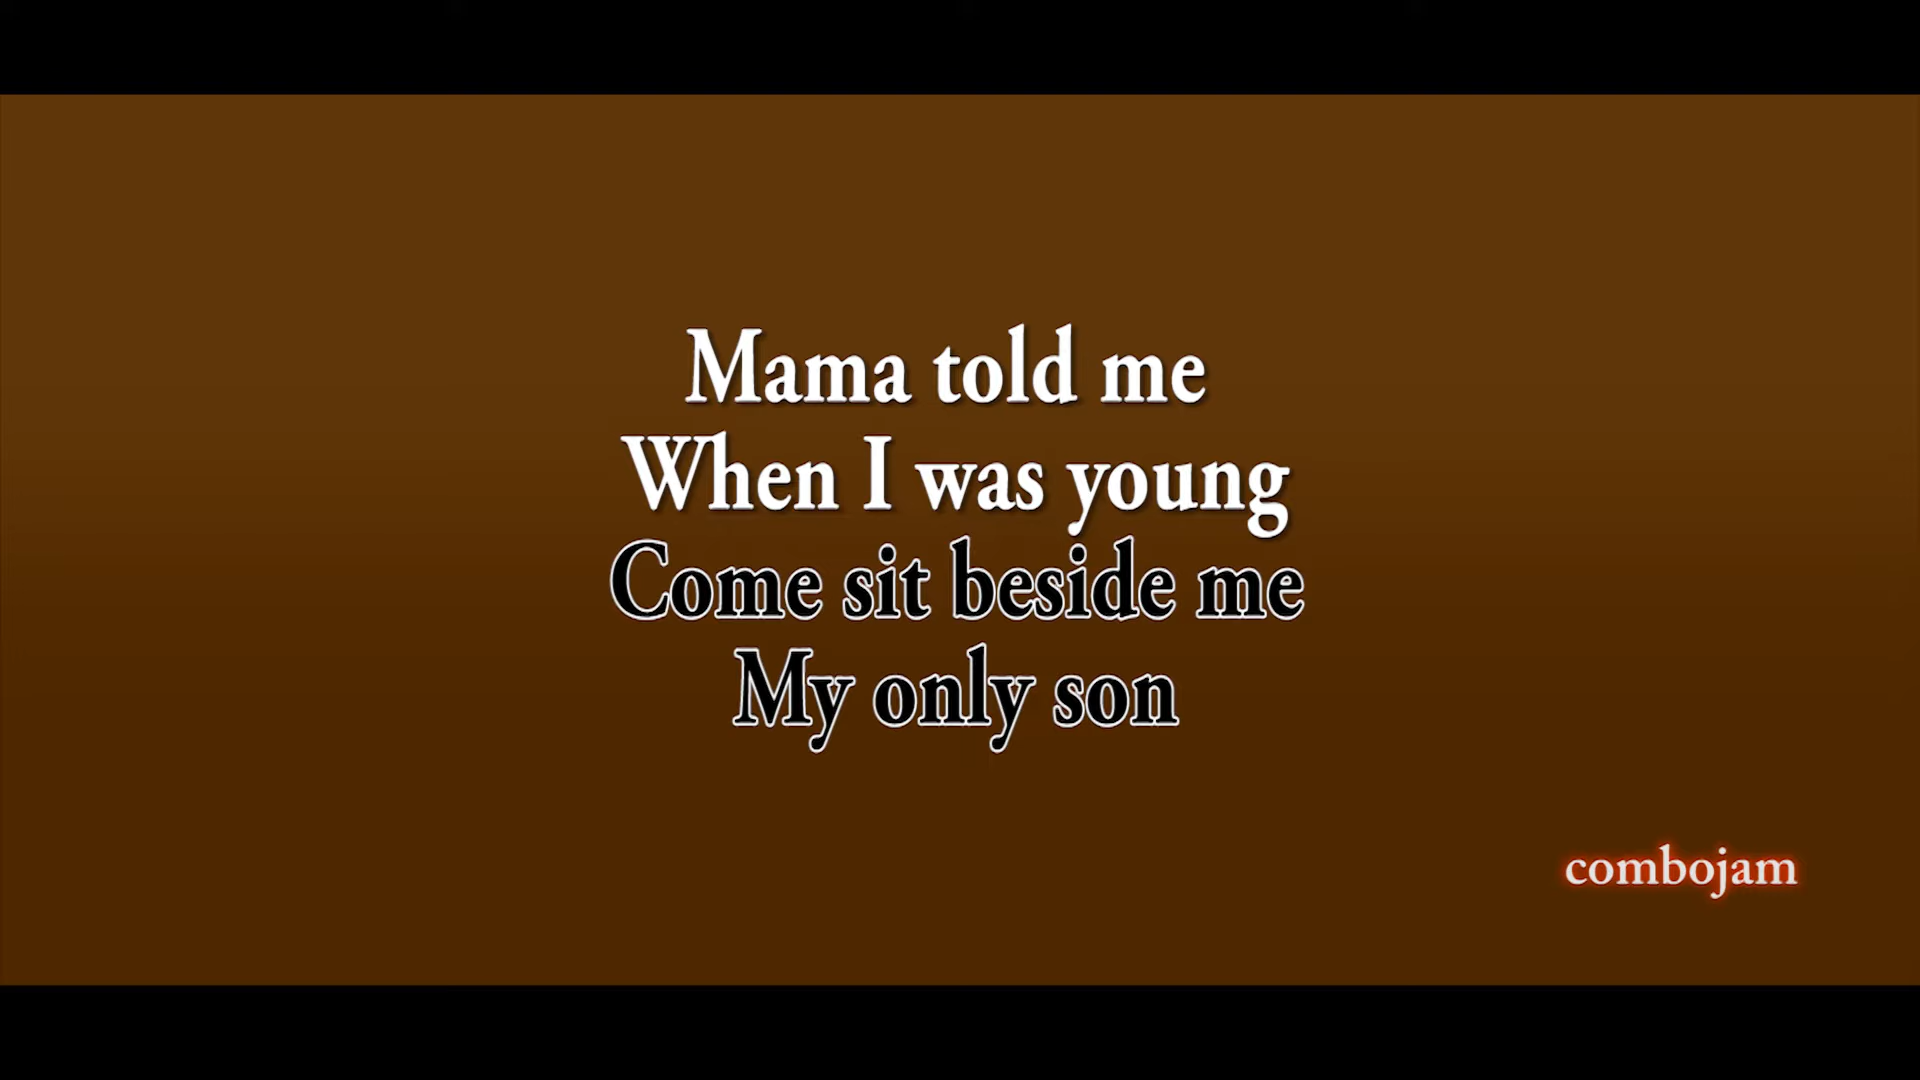 Mama told me
When I was young
Come sit beside me
My only son
combojam